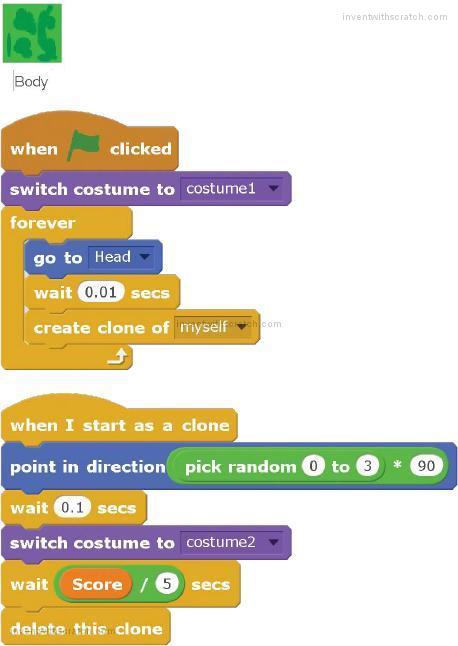 inventwithscratch.com
Body
when clicked
switch costume to costume1
forever
go to Head
wait 0.01 secs
create clone of myself
inventwithscratch.com
when I start as a clone
point in direction pick random 0 to 3 * 90
wait 0.1 secs
switch costume to costume2
wait Score / 5 secs
delete this clone